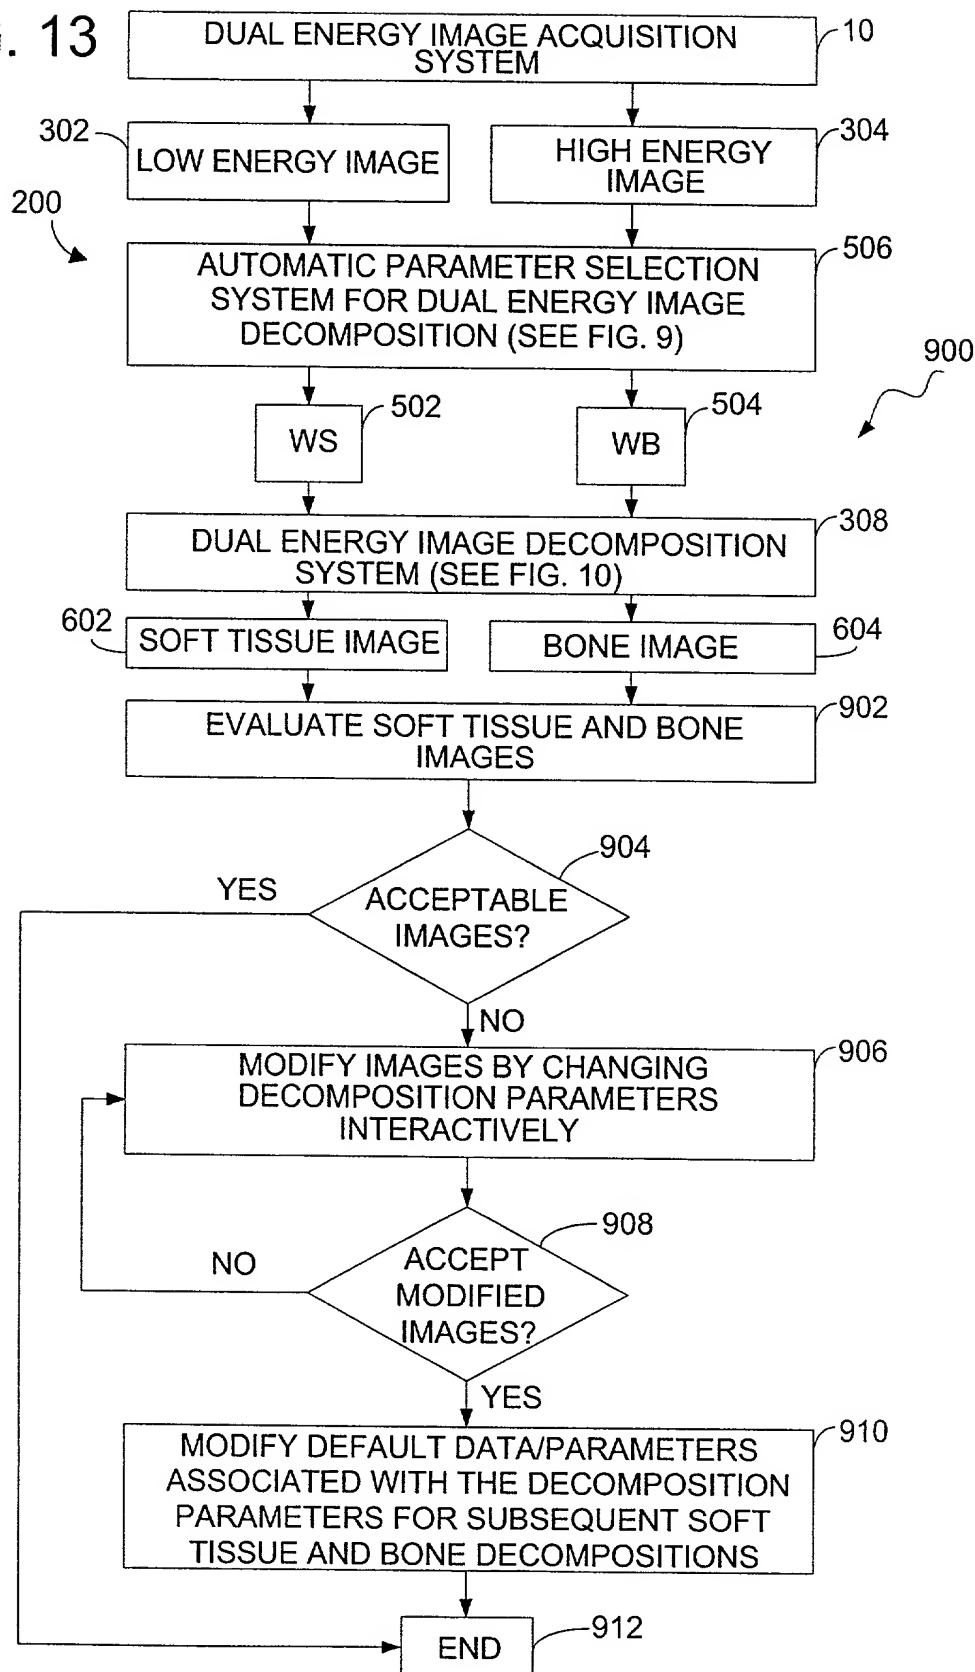 . 13
DUAL ENERGY IMAGE ACQUISITION
SYSTEM
10
302
LOW ENERGY IMAGE
304
HIGH ENERGY
IMAGE
200
506
AUTOMATIC PARAMETER SELECTION
SYSTEM FOR DUAL ENERGY IMAGE
DECOMPOSITION (SEE FIG. 9)
900
502
WS
504
WB
308
DUAL ENERGY IMAGE DECOMPOSITION
SYSTEM (SEE FIG. 10)
602
SOFT TISSUE IMAGE
BONE IMAGE
604
902
EVALUATE SOFT TISSUE AND BONE
IMAGES
904
YES
ACCEPTABLE
IMAGES?
NO
906
MODIFY IMAGES BY CHANGING
DECOMPOSITION PARAMETERS
INTERACTIVELY
908
NO
ACCEPT
MODIFIED
IMAGES?
YES
910
MODIFY DEFAULT DATA/PARAMETERS
ASSOCIATED WITH THE DECOMPOSITION
PARAMETERS FOR SUBSEQUENT SOFT
TISSUE AND BONE DECOMPOSITIONS
912
END